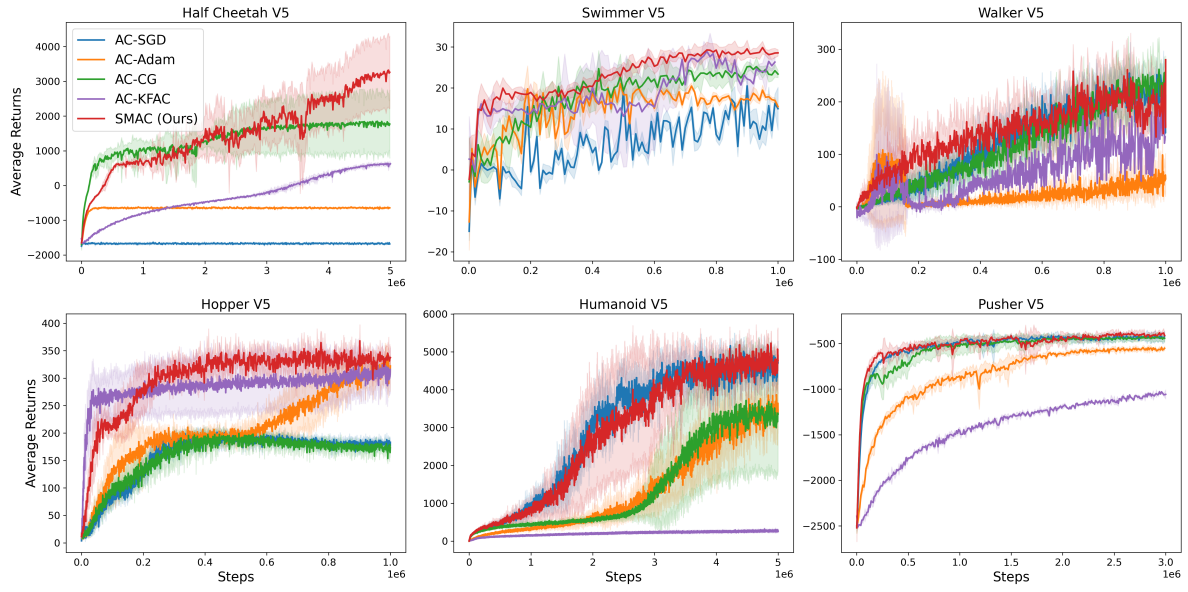 Half Cheetah V5
Average Returns
4000
3000
2000
1000
0
−1000
−2000
AC-SGD
AC-Adam
AC-CG
AC-KFAC
SMAC (Ours)
0 1 2 3 4 5
1e6
Swimmer V5
30
20
10
0
−10
−20
0.0 0.2 0.4 0.6 0.8 1.0
1e6
Walker V5
300
200
100
0
−100
0.0 0.2 0.4 0.6 0.8 1.0
1e6
Hopper V5
Average Returns
400
350
300
250
200
150
100
50
0
0.0 0.2 0.4 0.6 0.8 1.0
1e6
Steps
Humanoid V5
6000
5000
4000
3000
2000
1000
0
0 1 2 3 4 5
1e6
Steps
Pusher V5
−500
−1000
−1500
−2000
−2500
0.0 0.5 1.0 1.5 2.0 2.5 3.0
1e6
Steps